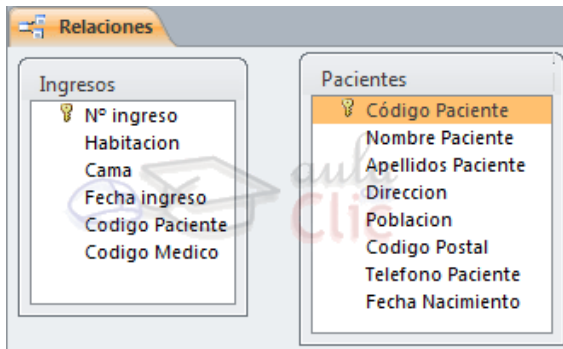 Relaciones
Ingresos
Nº ingreso
Habitacion
Cama
Fecha ingreso
Codigo Paciente
Codigo Medico
Pacientes
Código Paciente
Nombre Paciente
Apellidos Paciente
Direccion
Poblacion
Codigo Postal
Telefono Paciente
Fecha Nacimiento
aula
Clic